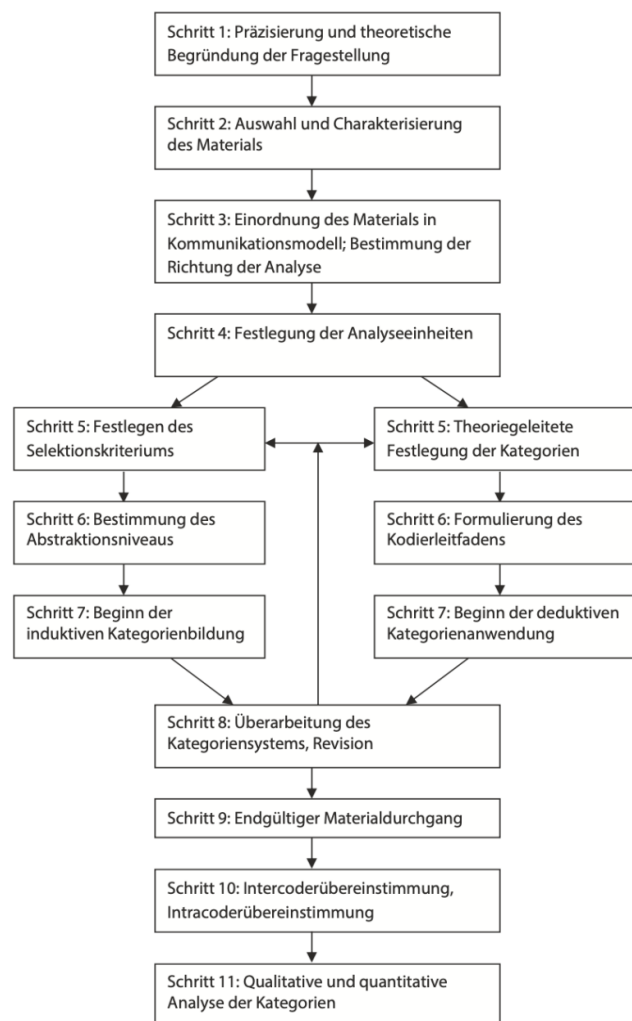 Schritt 1: Präzisierung und theoretische
Begründung der Fragestellung
Schritt 2: Auswahl und Charakterisierung
des Materials
Schritt 3: Einordnung des Materials in
Kommunikationsmodell; Bestimmung der
Richtung der Analyse
Schritt 4: Festlegung der Analyseeinheiten
Schritt 5: Festlegen des
Selektionskriteriums
Schritt 5: Theoriegeleitete
Festlegung der Kategorien
Schritt 6: Bestimmung des
Abstraktionsniveaus
Schritt 6: Formulierung des
Kodierleitfadens
Schritt 7: Beginn der
induktiven Kategorienbildung
Schritt 7: Beginn der deduktiven
Kategorienanwendung
Schritt 8: Überarbeitung des
Kategoriensystems, Revision
Schritt 9: Endgültiger Materialdurchgang
Schritt 10: Intercoderübereinstimmung,
Intracoderübereinstimmung
Schritt 11: Qualitative und quantitative
Analyse der Kategorien